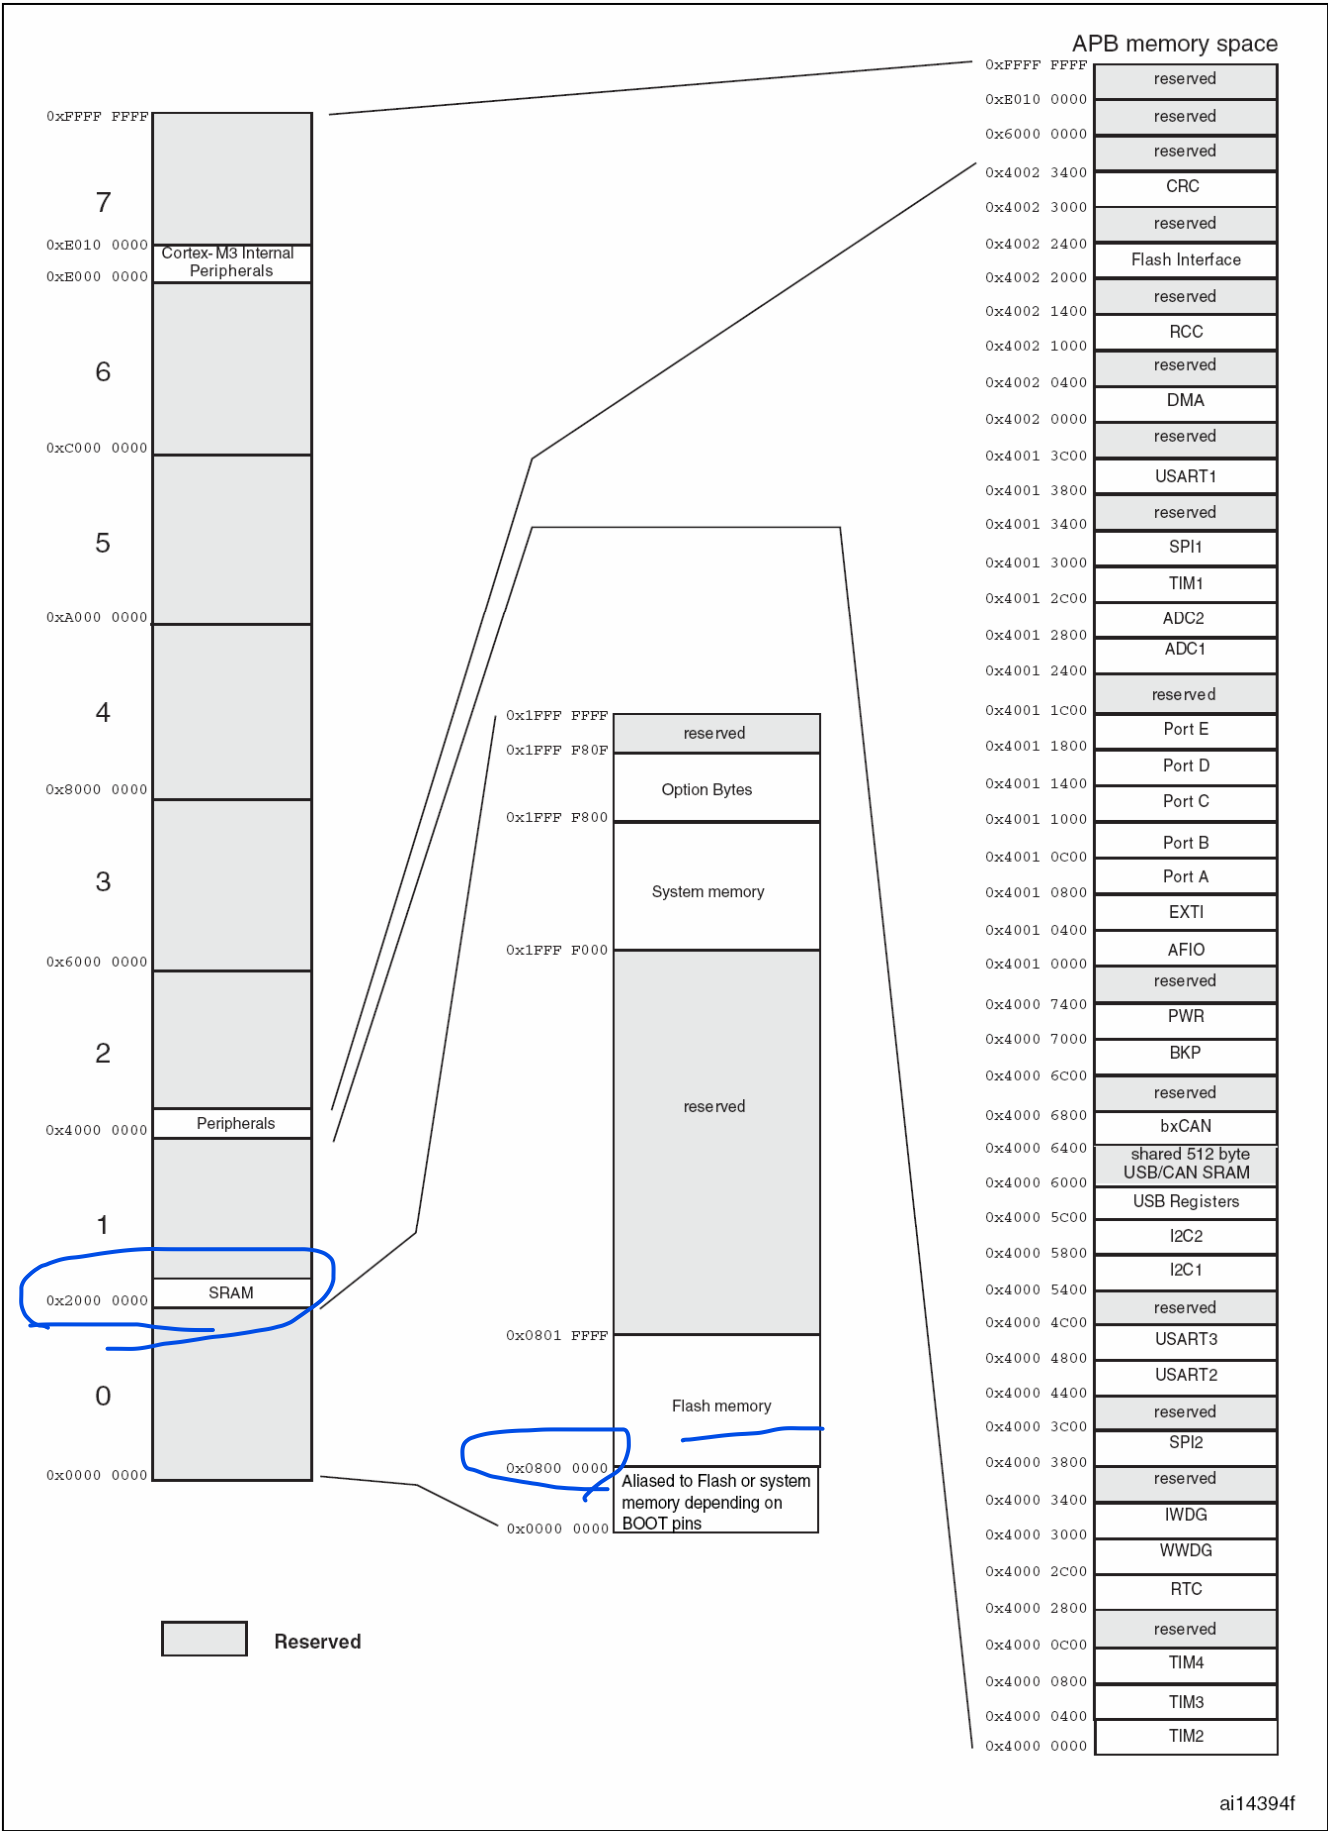 0xFFFF FFFF
7
0xE010 0000
Cortex-M3 Internal
Peripherals
0xE000 0000
6
0xC000 0000
5
0xA000 0000
4
0x8000 0000
3
0x6000 0000
2
Peripherals
0x4000 0000
1
SRAM
0x2000 0000
0
0x0000 0000
Reserved
0x1FFF FFFF
reserved
0x1FFF F80F
Option Bytes
0x1FFF F800
System memory
0x1FFF F000
reserved
0x0801 FFFF
Flash memory
0x0800 0000
Aliased to Flash or system
memory depending on
BOOT pins
0x0000 0000
APB memory space
0xFFFF FFFF
reserved
0xE010 0000
reserved
0x6000 0000
reserved
0x4002 3400
CRC
0x4002 3000
reserved
0x4002 2400
Flash Interface
0x4002 2000
reserved
0x4002 1400
RCC
0x4002 1000
reserved
0x4002 0400
DMA
0x4002 0000
reserved
0x4001 3C00
USART1
0x4001 3800
reserved
0x4001 3400
SPI1
0x4001 3000
TIM1
0x4001 2C00
ADC2
0x4001 2800
ADC1
0x4001 2400
reserved
0x4001 1C00
Port E
0x4001 1800
Port D
0x4001 1400
Port C
0x4001 1000
Port B
0x4001 0C00
Port A
0x4001 0800
EXTI
0x4001 0400
AFIO
0x4001 0000
reserved
0x4000 7400
PWR
0x4000 7000
BKP
0x4000 6C00
reserved
0x4000 6800
bxCAN
0x4000 6400
shared 512 byte
USB/CAN SRAM
0x4000 6000
USB Registers
0x4000 5C00
I2C2
0x4000 5800
I2C1
0x4000 5400
reserved
0x4000 4C00
USART3
0x4000 4800
USART2
0x4000 4400
reserved
0x4000 3C00
SPI2
0x4000 3800
reserved
0x4000 3400
IWDG
0x4000 3000
WWDG
0x4000 2C00
RTC
0x4000 2800
reserved
0x4000 0C00
TIM4
0x4000 0800
TIM3
0x4000 0400
TIM2
0x4000 0000
ai14394f